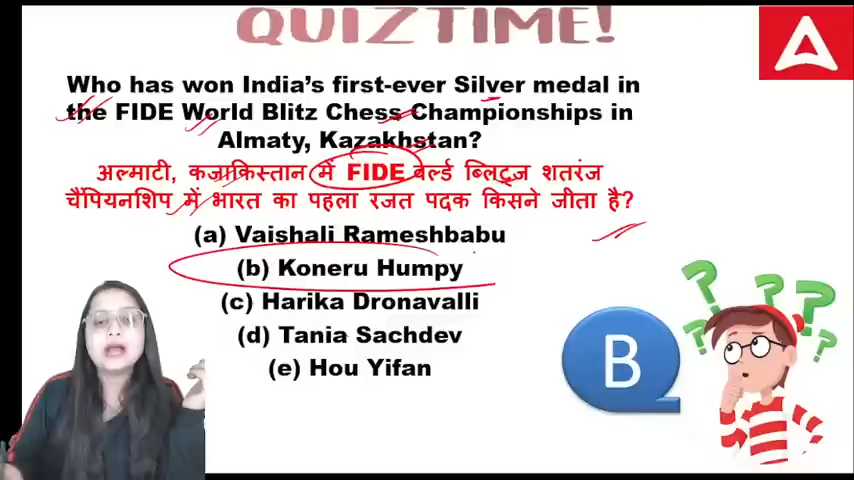 QUIZTIME!
Who has won India's first-ever Silver medal in
the FIDE World Blitz Chess Championships in
Almaty, Kazakhstan?
अल्माटी, कज़ाकिस्तान में FIDE वर्ल्ड ब्लिट्ज़ शतरंज
चैंपियनशिप में भारत का पहला रजत पदक किसने जीता है?
(a) Vaishali Rameshbabu
(b) Koneru Humpy
(c) Harika Dronavalli
(d) Tania Sachdev
(e) Hou Yifan
B